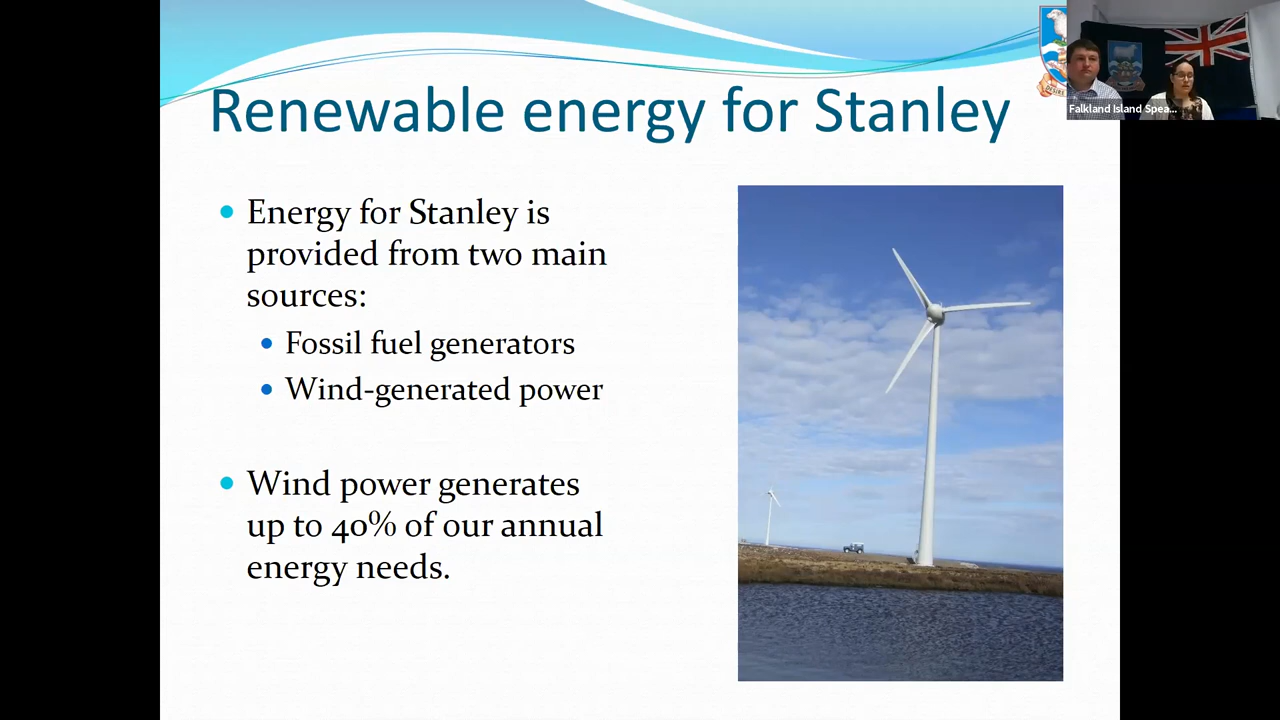 Renewable energy for Stanley
Falkland Island Spea...
Energy for Stanley is
provided from two main
sources:
Fossil fuel generators
Wind-generated power
Wind power generates
up to 40% of our annual
energy needs.